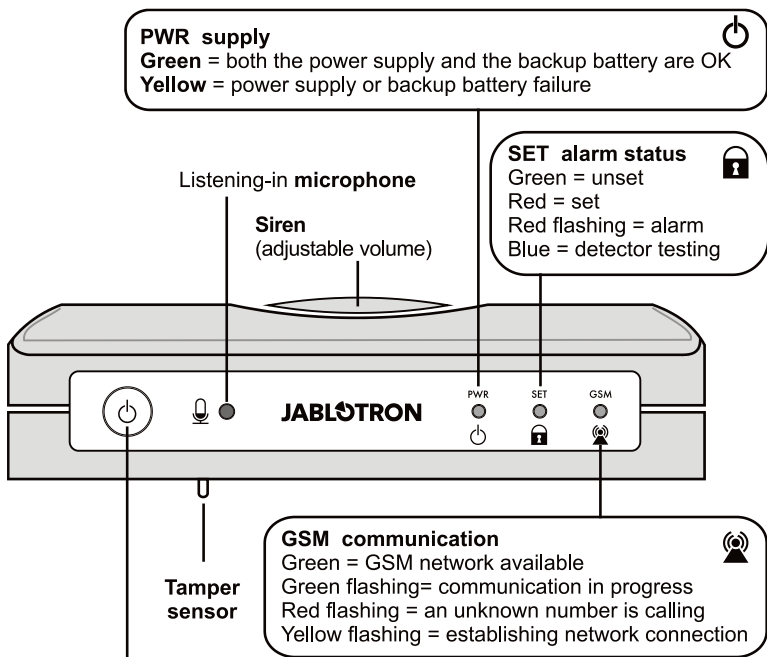 PWR supply
Green = both the power supply and the backup battery are OK
Yellow = power supply or backup battery failure
SET alarm status
Green = unset
Red = set
Red flashing = alarm
Blue = detector testing
Listening-in microphone
Siren
(adjustable volume)
JABLOTRON
PWR
SET
GSM
Tamper
sensor
GSM communication
Green = GSM network available
Green flashing= communication in progress
Red flashing = an unknown number is calling
Yellow flashing = establishing network connection